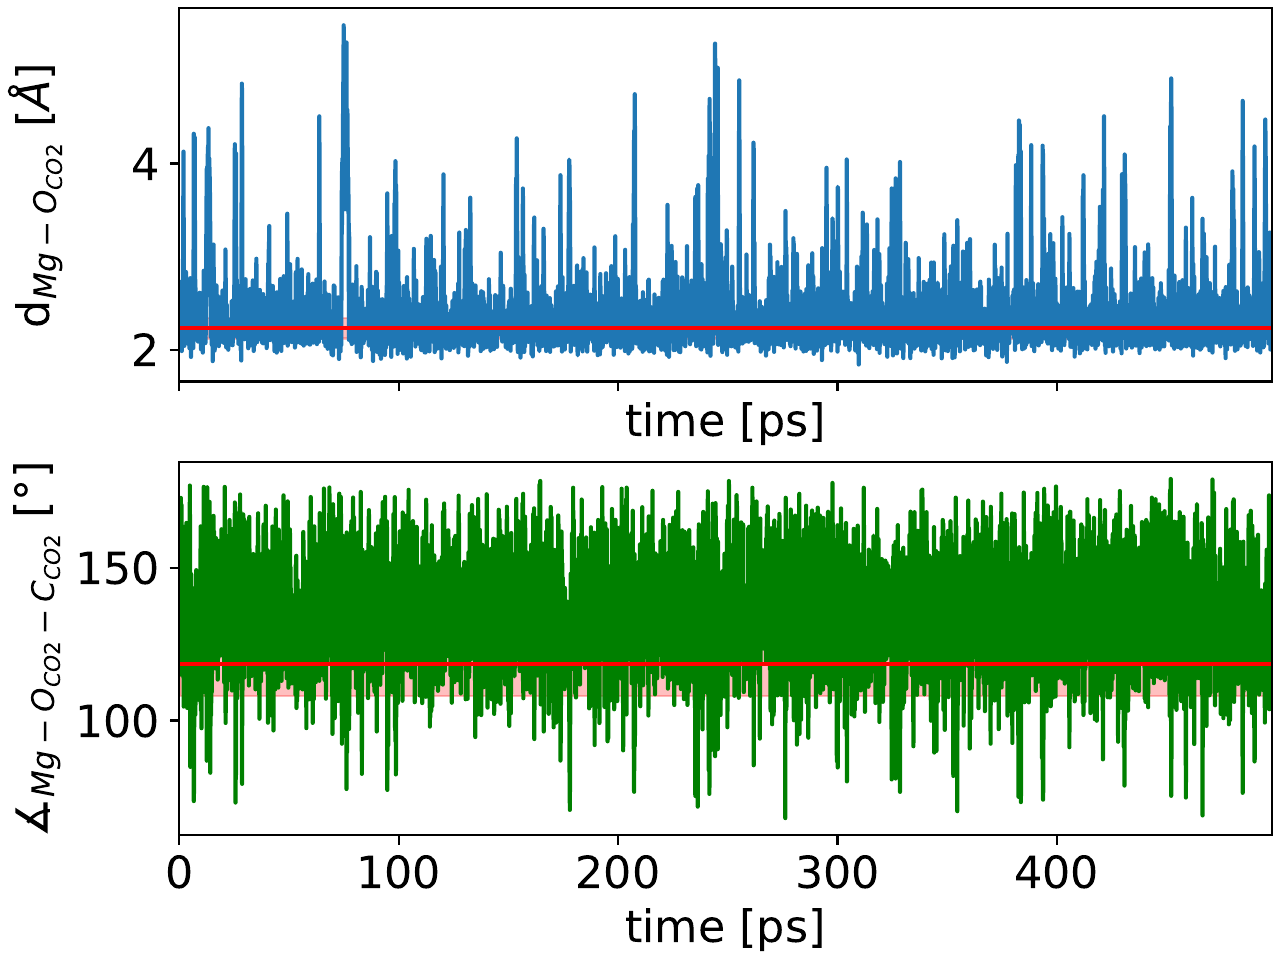 d_{Mg-O_{CO2}} [Å]
4
2
time [ps]
∡_{Mg-O_{CO2}-C_{CO2}} [°]
150
100
0 100 200 300 400
time [ps]